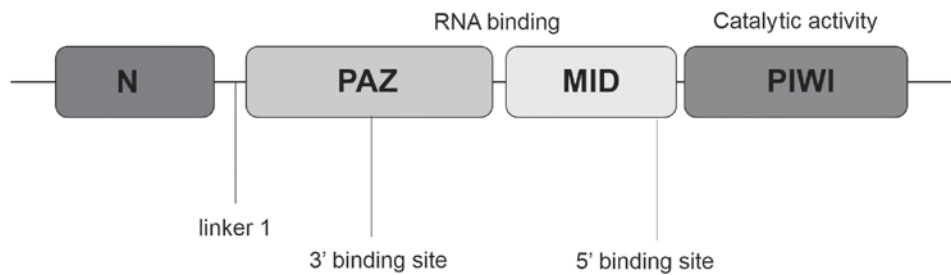 RNA binding
Catalytic activity
N
PAZ
MID
PIWI
linker 1
3’ binding site
5’ binding site